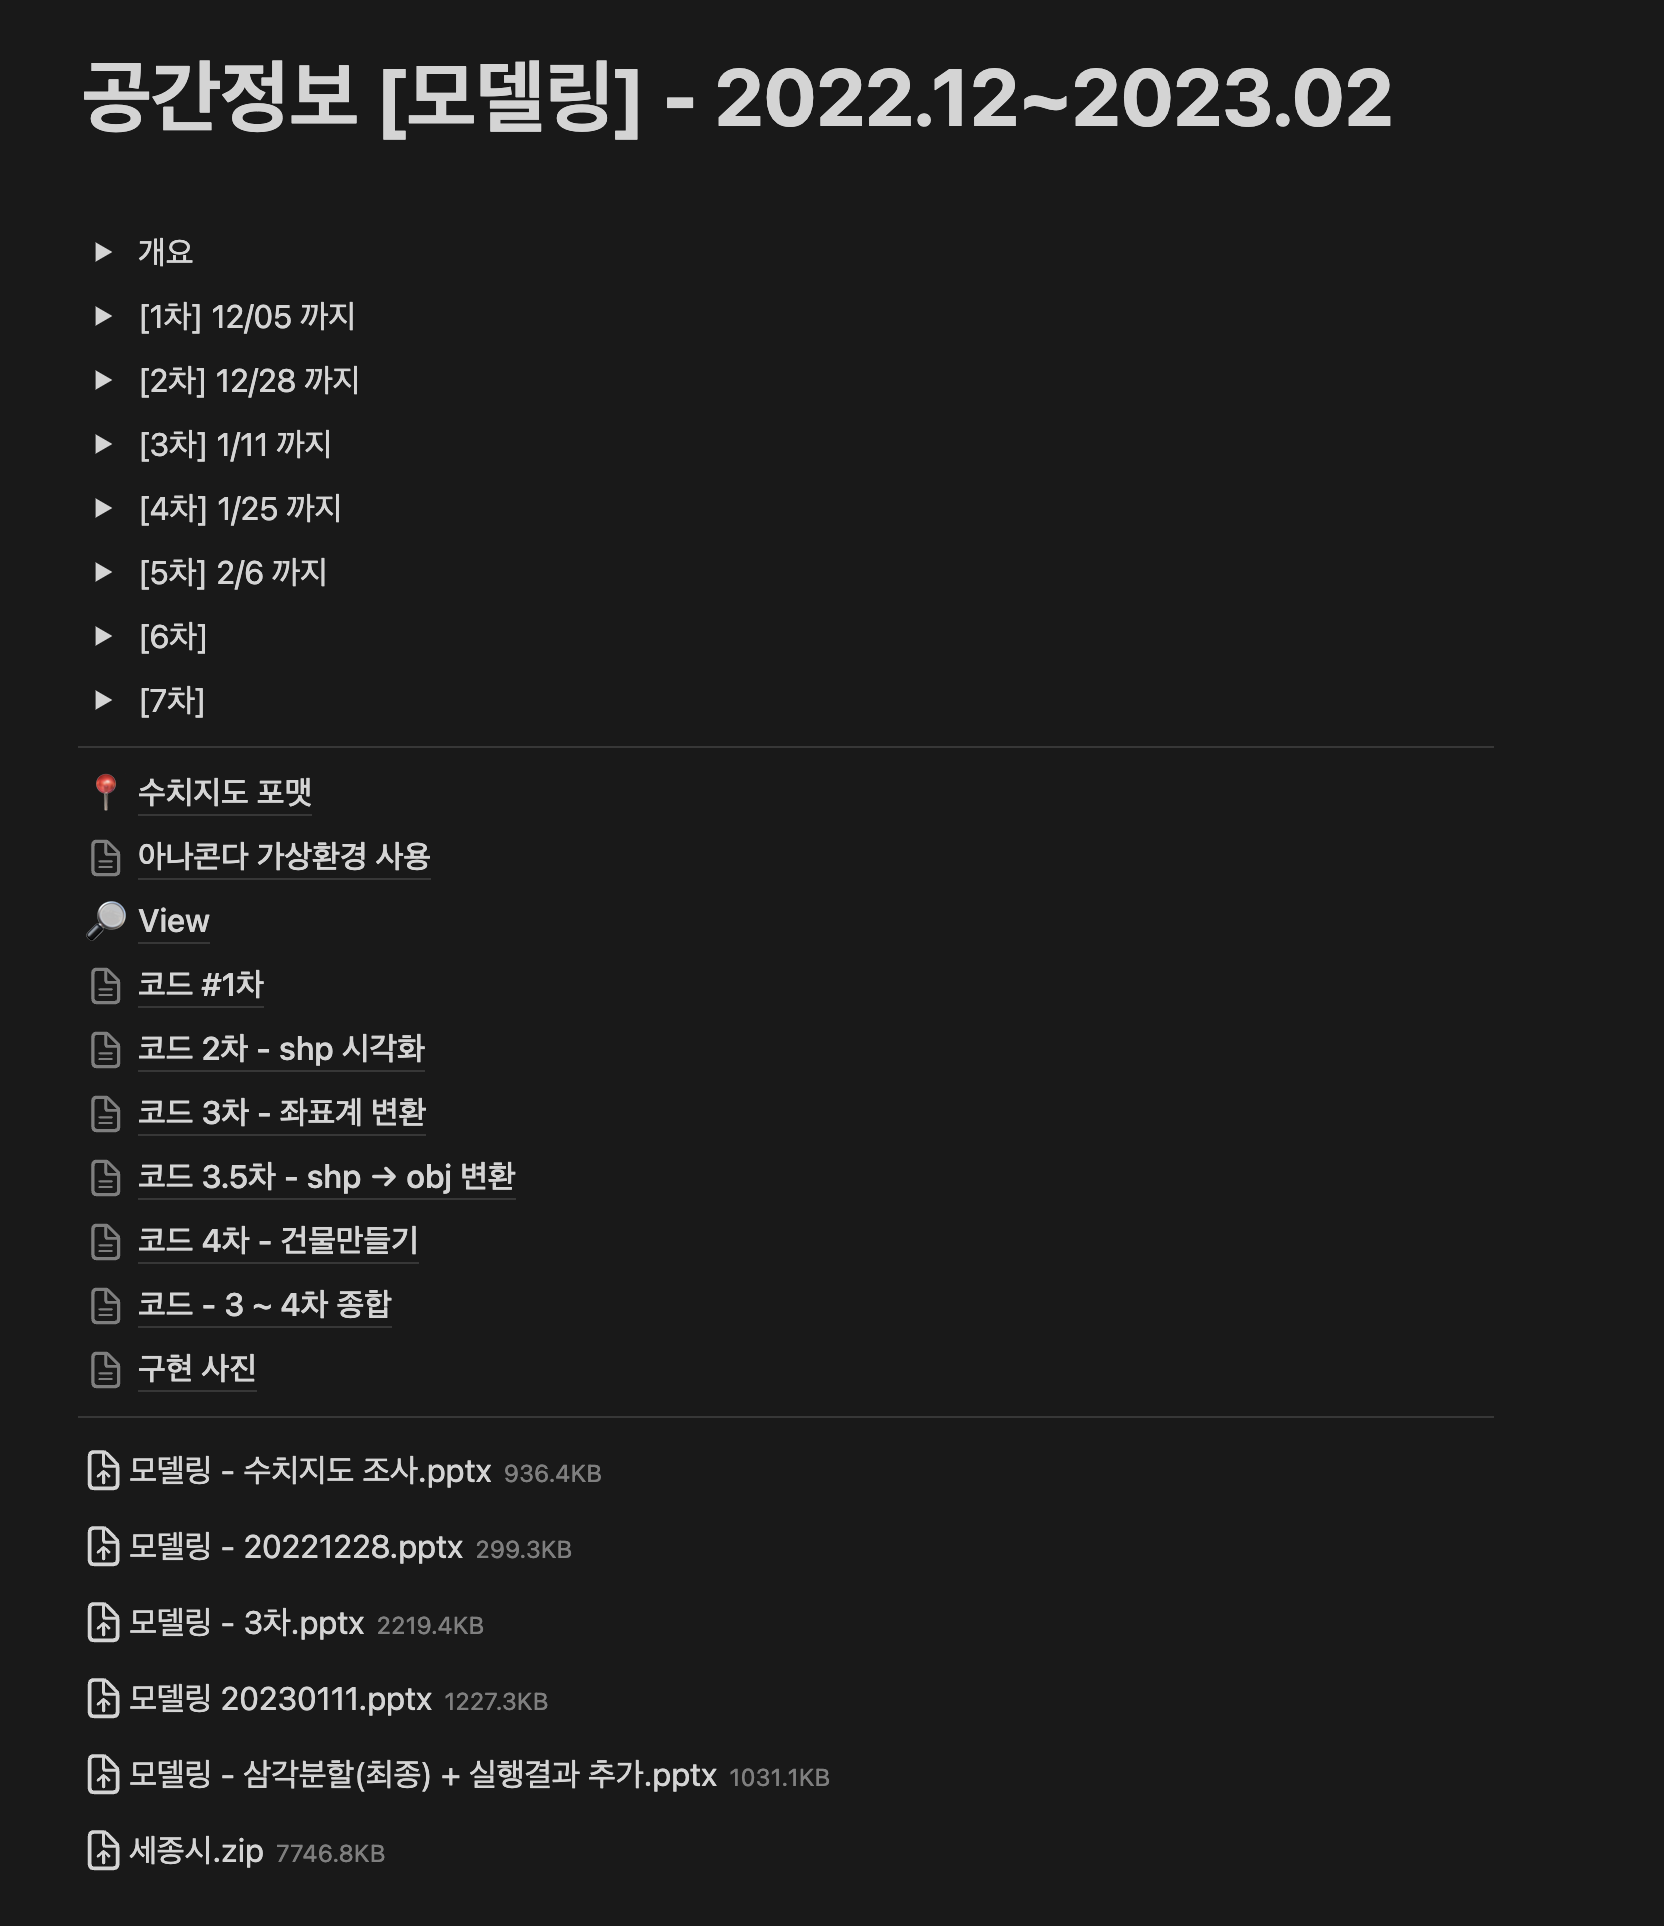 공간정보 [모델링] - 2022.12~2023.02
개요
[1차] 12/05 까지
[2차] 12/28 까지
[3차] 1/11 까지
[4차] 1/25 까지
[5차] 2/6 까지
[6차]
[7차]
수치지도 포맷
아나콘다 가상환경 사용
View
코드 #1차
코드 2차 - shp 시각화
코드 3차 - 좌표계 변환
코드 3.5차 - shp → obj 변환
코드 4차 - 건물만들기
코드 - 3 ~ 4차 종합
구현 사진
모델링 - 수치지도 조사.pptx 936.4KB
모델링 - 20221228.pptx 299.3KB
모델링 - 3차.pptx 2219.4KB
모델링 20230111.pptx 1227.3KB
모델링 - 삼각분할(최종) + 실행결과 추가.pptx 1031.1KB
세종시.zip 7746.8KB